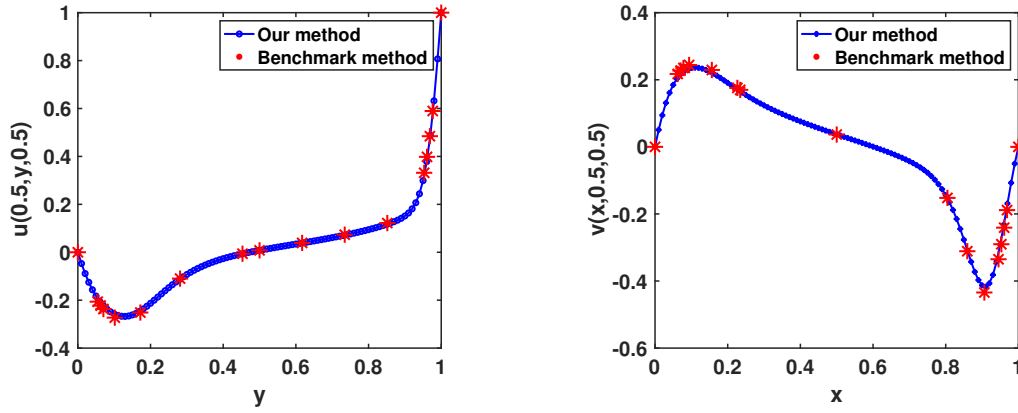 1
0.8
0.6
0.4
0.2
0
-0.2
-0.4
u(0.5,y,0.5)
Our method
Benchmark method
0 0.2 0.4 0.6 0.8 1
y
0.4
0.2
0
-0.2
-0.4
-0.6
v(x,0.5,0.5)
Our method
Benchmark method
0 0.2 0.4 0.6 0.8 1
x